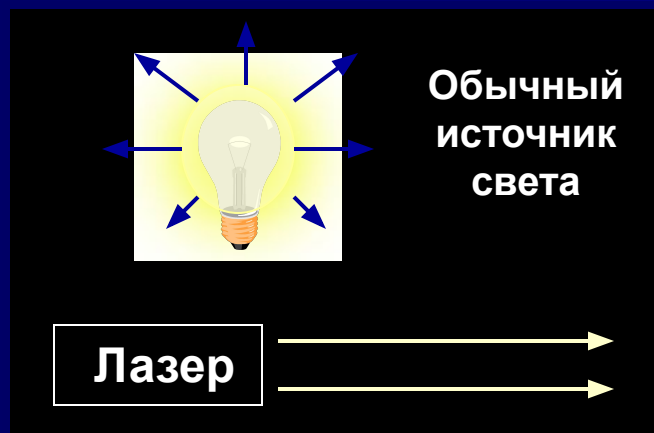 Обычный
источник
света
Лазер